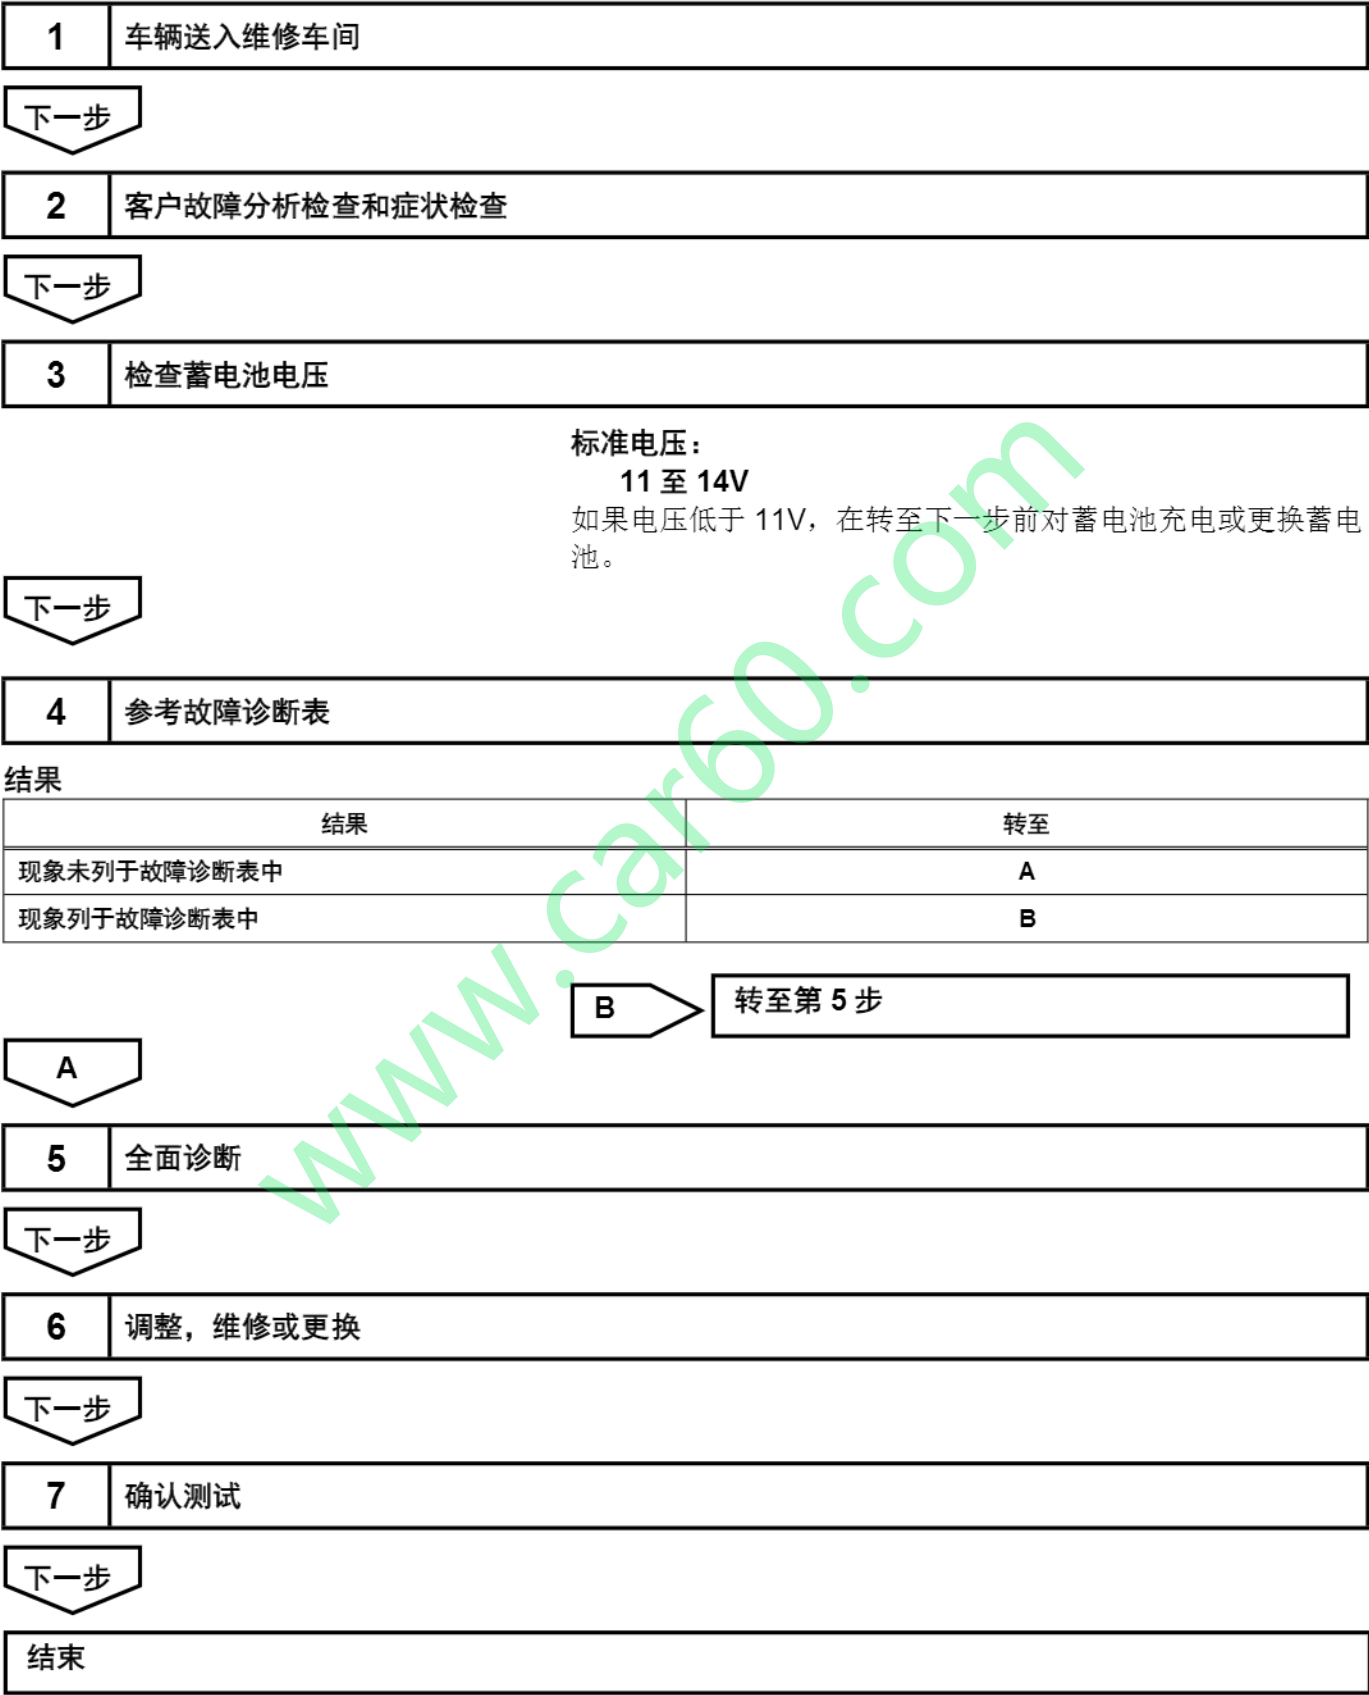 1 车辆送入维修车间
下一步
2 客户故障分析检查和症状检查
下一步
3 检查蓄电池电压
标准电压：
11 至 14V
如果电压低于 11V，在转至下一步前对蓄电池充电或更换蓄电
池。
下一步
4 参考故障诊断表
结果
结果 转至
现象未列于故障诊断表中 A
现象列于故障诊断表中 B
B 转至第 5 步
A
5 全面诊断
下一步
6 调整，维修或更换
下一步
7 确认测试
下一步
结束
www.car60.com